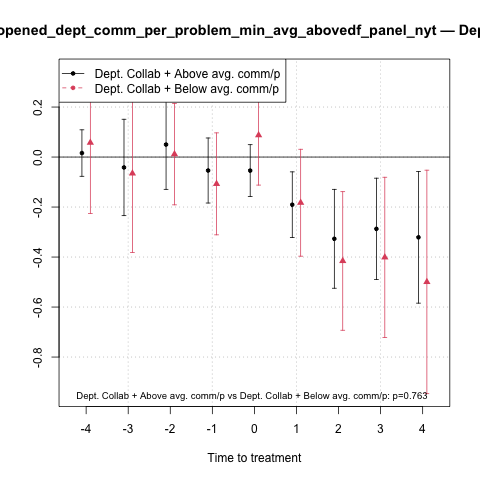 opened_dept_comm_per_problem_min_avg_abovedf_panel_nyt — Dep
Dept. Collab + Above avg. comm/p
Dept. Collab + Below avg. comm/p
0.2
0.0
-0.2
-0.4
-0.6
-0.8
Dept. Collab + Above avg. comm/p vs Dept. Collab + Below avg. comm/p: p=0.763
-4 -3 -2 -1 0 1 2 3 4
Time to treatment